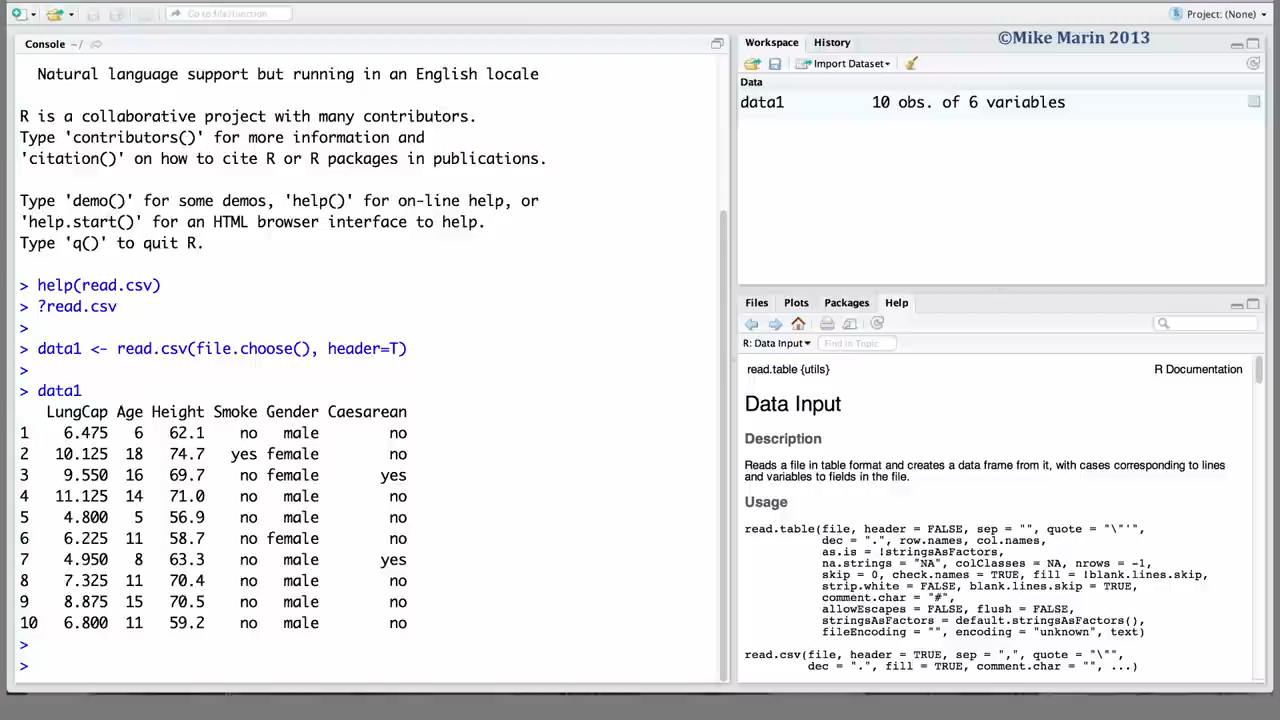 Go to file/function
Project: (None)
Console ~/
Natural language support but running in an English locale
R is a collaborative project with many contributors.
Type 'contributors()' for more information and
'citation()' on how to cite R or R packages in publications.
Type 'demo()' for some demos, 'help()' for on-line help, or
'help.start()' for an HTML browser interface to help.
Type 'q()' to quit R.
> help(read.csv)
> ?read.csv
>
> data1 <- read.csv(file.choose(), header=T)
>
> data1
LungCap Age Height Smoke Gender Caesarean
1 6.475 6 62.1 no male no
2 10.125 18 74.7 yes female no
3 9.550 16 69.7 no female yes
4 11.125 14 71.0 no male no
5 4.800 5 56.9 no male no
6 6.225 11 58.7 no female no
7 4.950 8 63.3 no male yes
8 7.325 11 70.4 no male no
9 8.875 15 70.5 no male no
10 6.800 11 59.2 no male no
>
>
©Mike Marin 2013
Workspace History
Import Dataset
Data
data1 10 obs. of 6 variables
Files Plots Packages Help
R: Data Input Find in Topic
read.table {utils} R Documentation
Data Input
Description
Reads a file in table format and creates a data frame from it, with cases corresponding to lines
and variables to fields in the file.
Usage
read.table(file, header = FALSE, sep = "", quote = "\"'",
dec = ".", row.names, col.names,
as.is = !stringsAsFactors,
na.strings = "NA", colClasses = NA, nrows = -1,
skip = 0, check.names = TRUE, fill = !blank.lines.skip,
strip.white = FALSE, blank.lines.skip = TRUE,
comment.char = "#",
allowEscapes = FALSE, flush = FALSE,
stringsAsFactors = default.stringsAsFactors(),
fileEncoding = "", encoding = "unknown", text)
read.csv(file, header = TRUE, sep = ",", quote = "\"",
dec = ".", fill = TRUE, comment.char = "", ...)